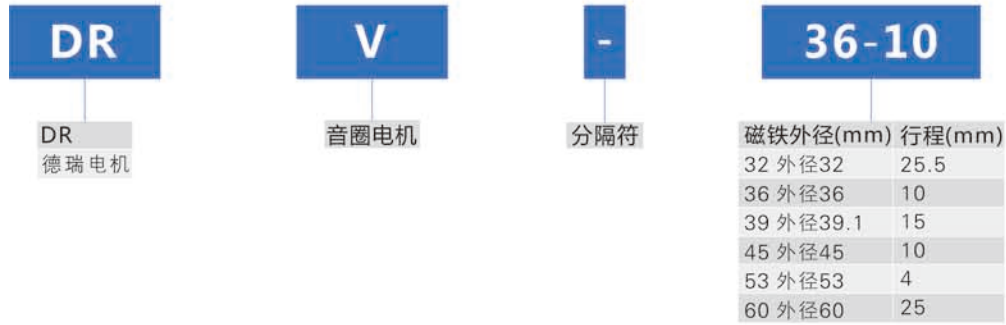 DR V - 36-10
DR 音圈电机 分隔符 磁铁外径(mm) 行程(mm)
德瑞电机 32 外径32 25.5
36 外径36 10
39 外径39.1 15
45 外径45 10
53 外径53 4
60 外径60 25